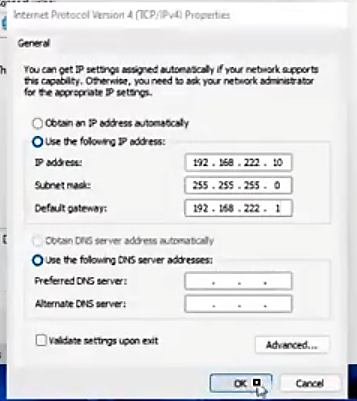 Internet Protocol Version 4 (TCP/IPv4) Properties
General
You can get IP settings assigned automatically if your network supports
this capability. Otherwise, you need to ask your network administrator
for the appropriate IP settings.
Obtain an IP address automatically
Use the following IP address:
IP address: 192 . 168 . 222 . 10
Subnet mask: 255 . 255 . 255 . 0
Default gateway: 192 . 168 . 222 . 1
Obtain DNS server address automatically
Use the following DNS server addresses:
Preferred DNS server: . . .
Alternate DNS server: . . .
Validate settings upon exit
Advanced...
OK Cancel